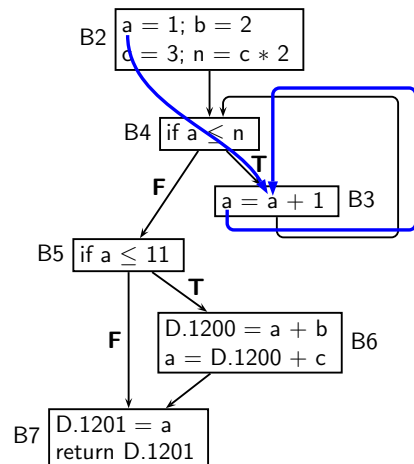 B2
a = 1; b = 2
c = 3; n = c * 2
B4
if a ≤ n
T
F
a = a + 1
B3
B5
if a ≤ 11
T
F
D.1200 = a + b
a = D.1200 + c
B6
B7
D.1201 = a
return D.1201